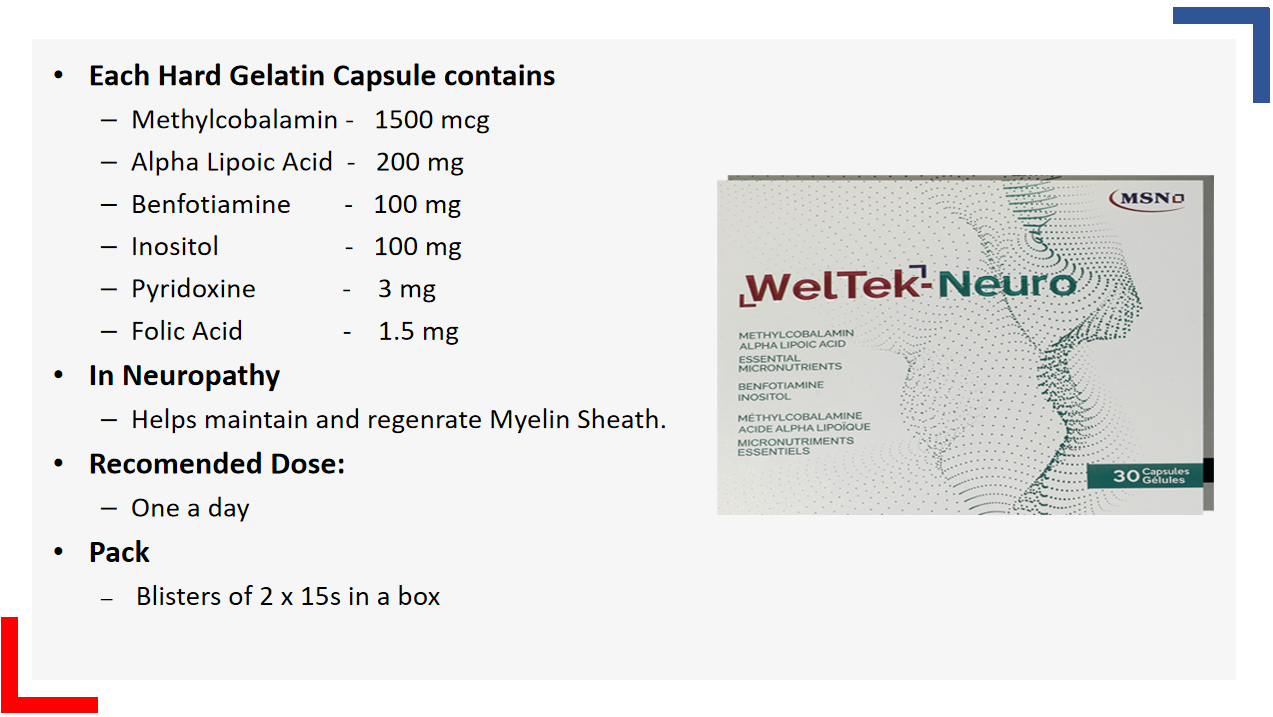 • Each Hard Gelatin Capsule contains
– Methylcobalamin - 1500 mcg
– Alpha Lipoic Acid - 200 mg
– Benfotiamine - 100 mg
– Inositol - 100 mg
– Pyridoxine - 3 mg
– Folic Acid - 1.5 mg
• In Neuropathy
– Helps maintain and regenrate Myelin Sheath.
• Recomended Dose:
– One a day
• Pack
– Blisters of 2 x 15s in a box
MSN
WelTek-Neuro
METHYLCOBALAMIN
ALPHA LIPOIC ACID
ESSENTIAL
MICRONUTRIENTS
BENFOTIAMINE
INOSITOL
MÉTHYLCOBALAMINE
ACIDE ALPHA LIPOÏQUE
MICRONUTRIMENTS
ESSENTIELS
30 Capsules
Gélules